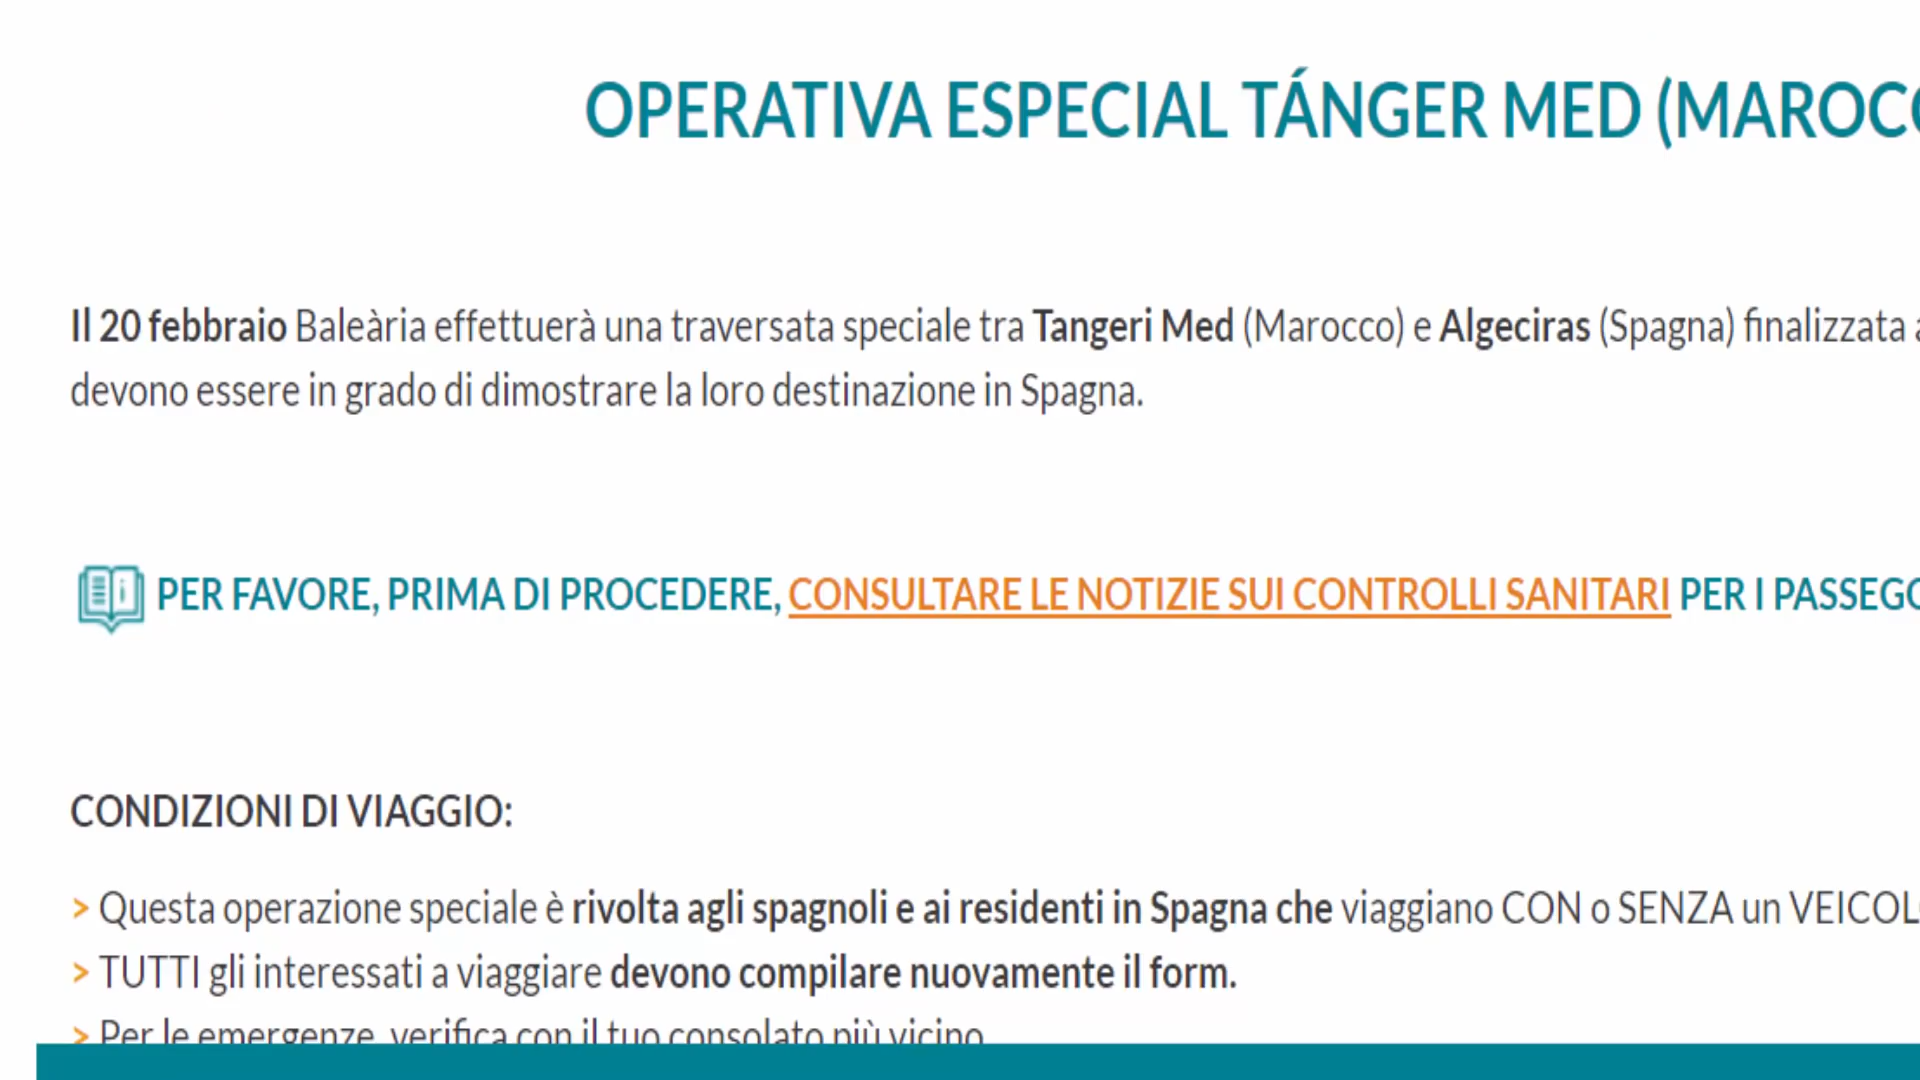 OPERATIVA ESPECIAL TÁNGER MED (MAROCC
Il 20 febbraio Baleària effettuerà una traversata speciale tra Tangeri Med (Marocco) e Algeciras (Spagna) finalizzata a
devono essere in grado di dimostrare la loro destinazione in Spagna.
PER FAVORE, PRIMA DI PROCEDERE, CONSULTARE LE NOTIZIE SUI CONTROLLI SANITARI PER I PASSEGG
CONDIZIONI DI VIAGGIO:
> Questa operazione speciale è rivolta agli spagnoli e ai residenti in Spagna che viaggiano CON o SENZA un VEICOL
> TUTTI gli interessati a viaggiare devono compilare nuovamente il form.
> Per le emergenze, verifica con il tuo consolato più vicino